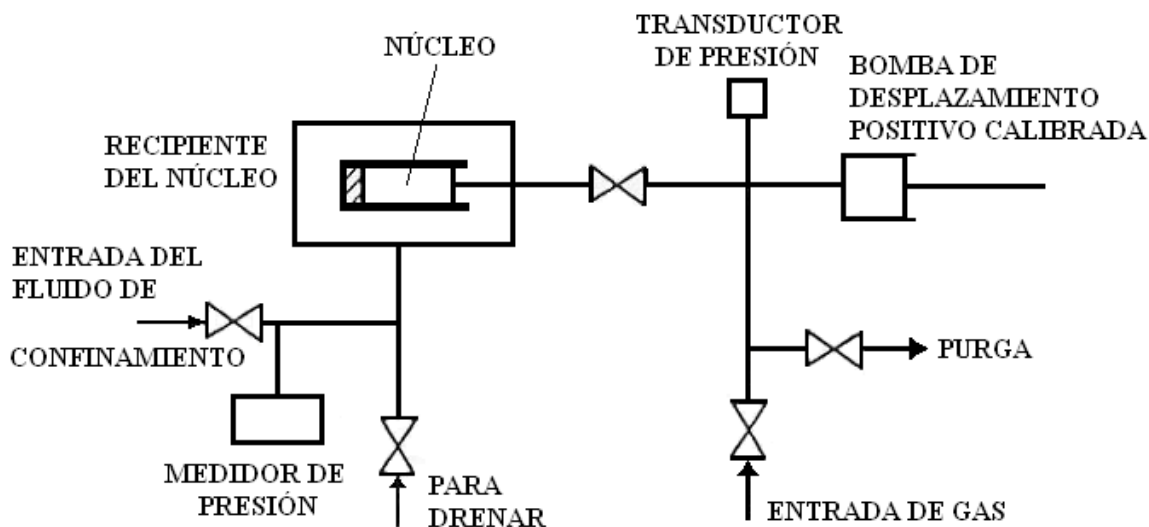 NÚCLEO
TRANSDUCTOR
DE PRESIÓN
BOMBA DE
DESPLAZAMIENTO
POSITIVO CALIBRADA
RECIPIENTE
DEL NÚCLEO
ENTRADA DEL
FLUIDO DE
CONFINAMIENTO
PURGA
MEDIDOR DE
PRESIÓN
PARA
DRENAR
ENTRADA DE GAS